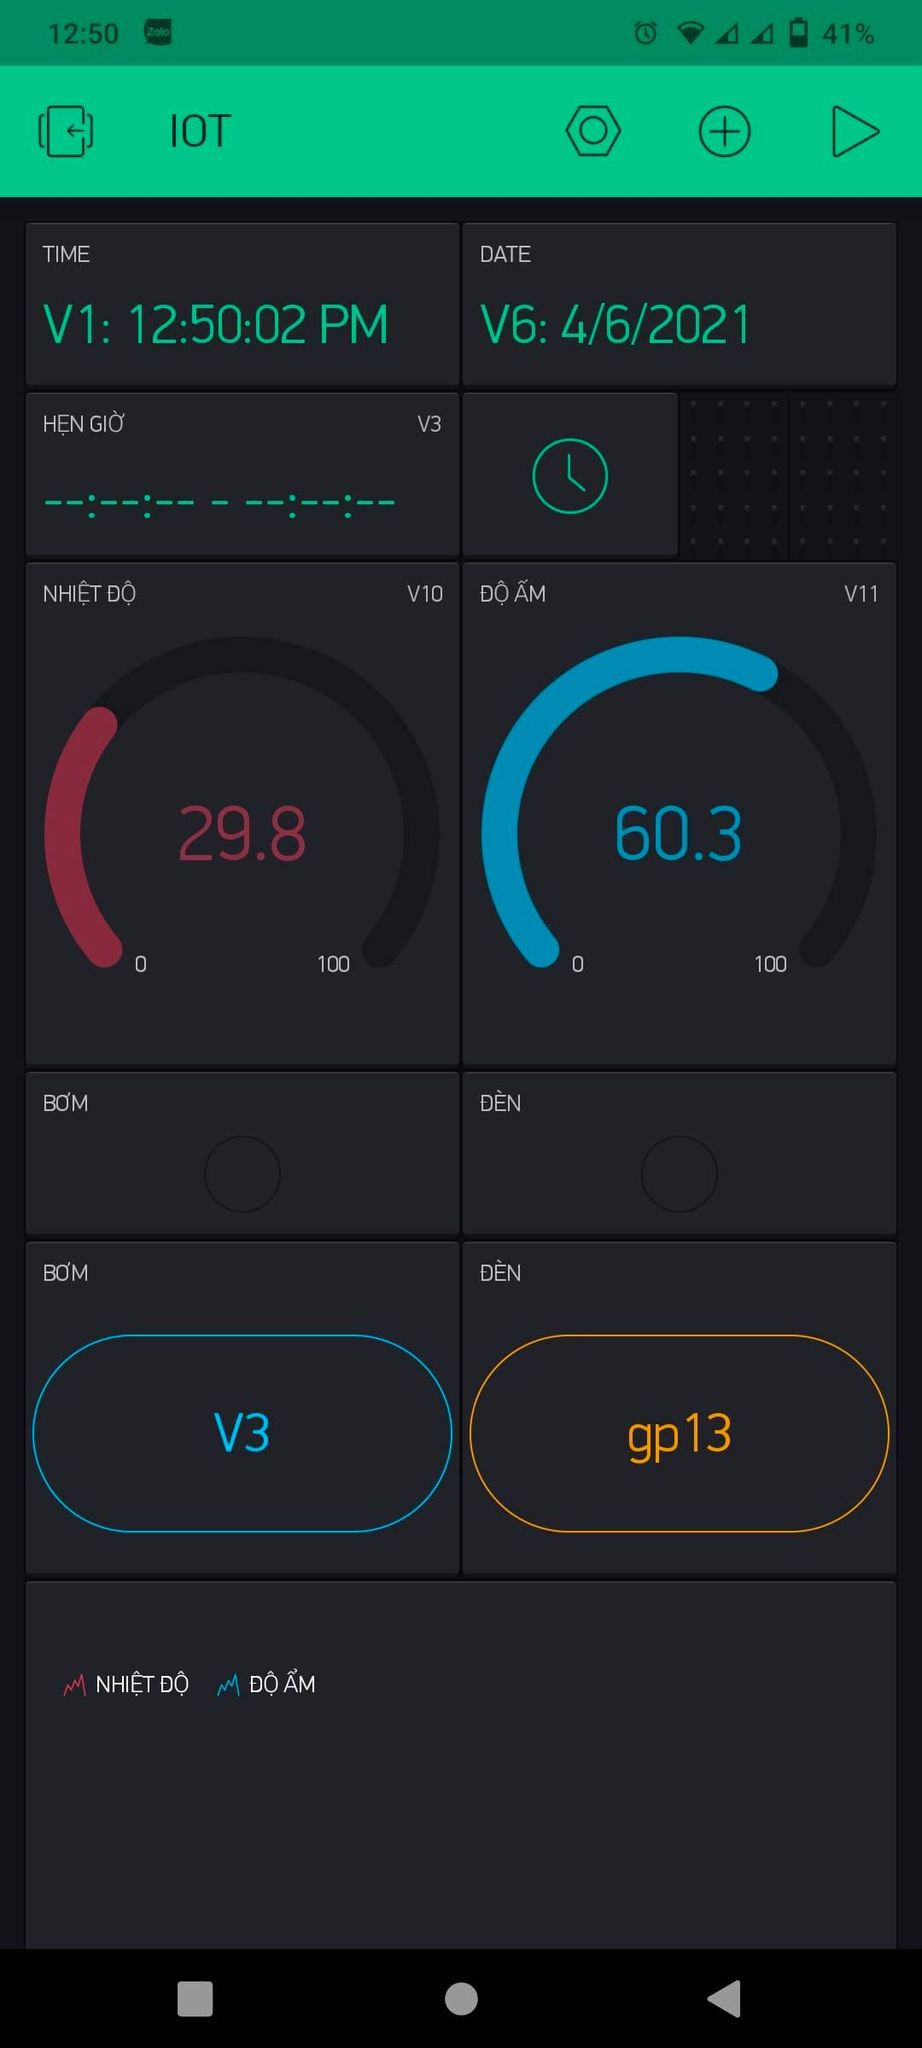 12:50 Zalo 41%
IOT
TIME
V1: 12:50:02 PM
DATE
V6: 4/6/2021
HẸN GIỜ V3
--:--:-- - --:--:--
NHIỆT ĐỘ V10
29.8
0 100
ĐỘ ẤM V11
60.3
0 100
BƠM
ĐÈN
BƠM
V3
ĐÈN
gp13
NHIỆT ĐỘ ĐỘ ẨM